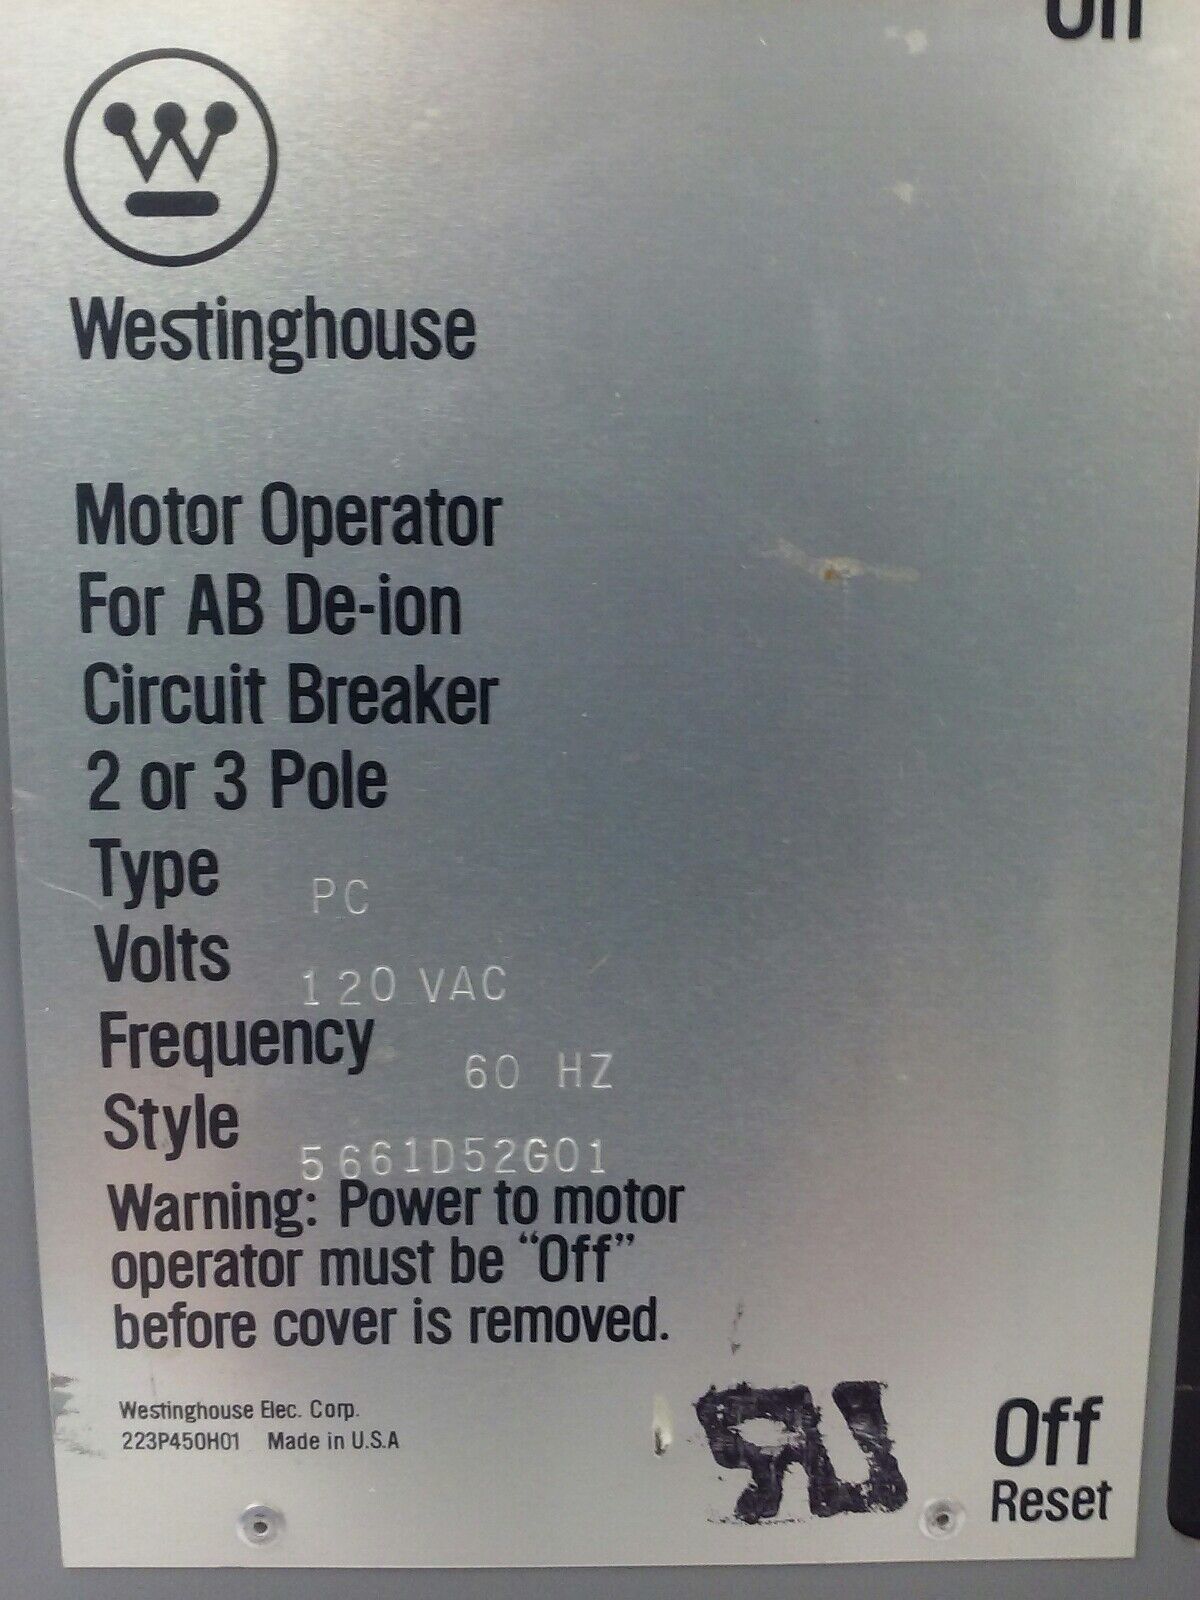 On
W
Westinghouse
Motor Operator
For AB De-ion
Circuit Breaker
2 or 3 Pole
Type PC
Volts 120 VAC
Frequency 60 HZ
Style 5661D52G01
Warning: Power to motor
operator must be “Off”
before cover is removed.
Westinghouse Elec. Corp.
223P450H01 Made in U.S.A
Off
Reset